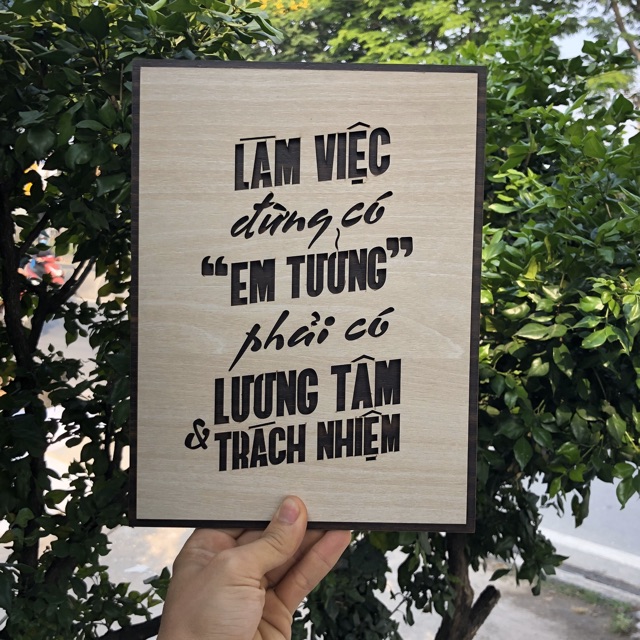 LÀM VIỆC
đừng có
“EM TƯỞNG”
phải có
LƯƠNG TÂM
& TRÁCH NHIỆM